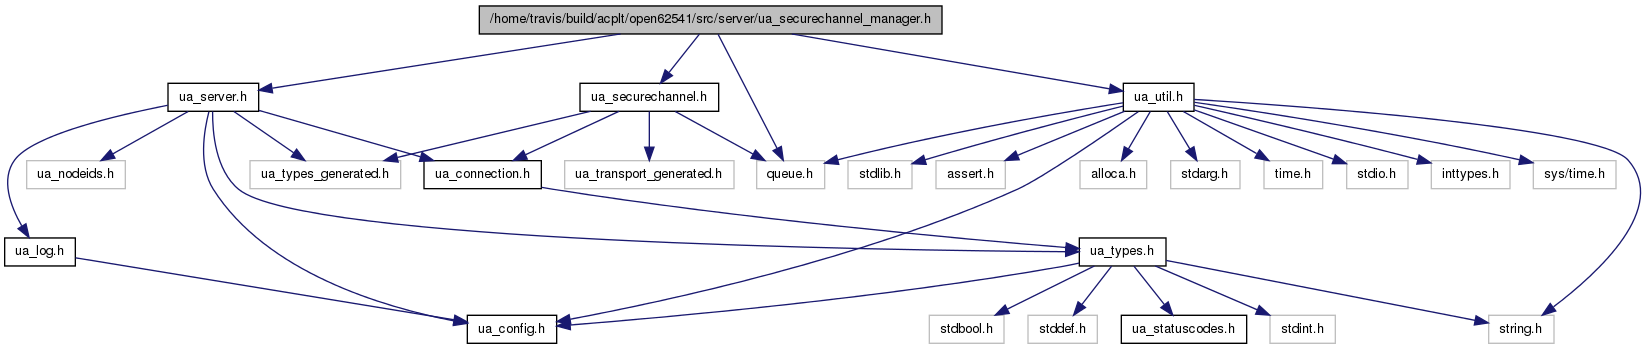 /home/travis/build/acplt/open62541/src/server/ua_securechannel_manager.h
ua_server.h
ua_securechannel.h
ua_util.h
ua_nodeids.h
ua_types_generated.h
ua_connection.h
ua_transport_generated.h
queue.h
stdlib.h
assert.h
alloca.h
stdarg.h
time.h
stdio.h
inttypes.h
sys/time.h
ua_log.h
ua_types.h
ua_config.h
stdbool.h
stddef.h
ua_statuscodes.h
stdint.h
string.h